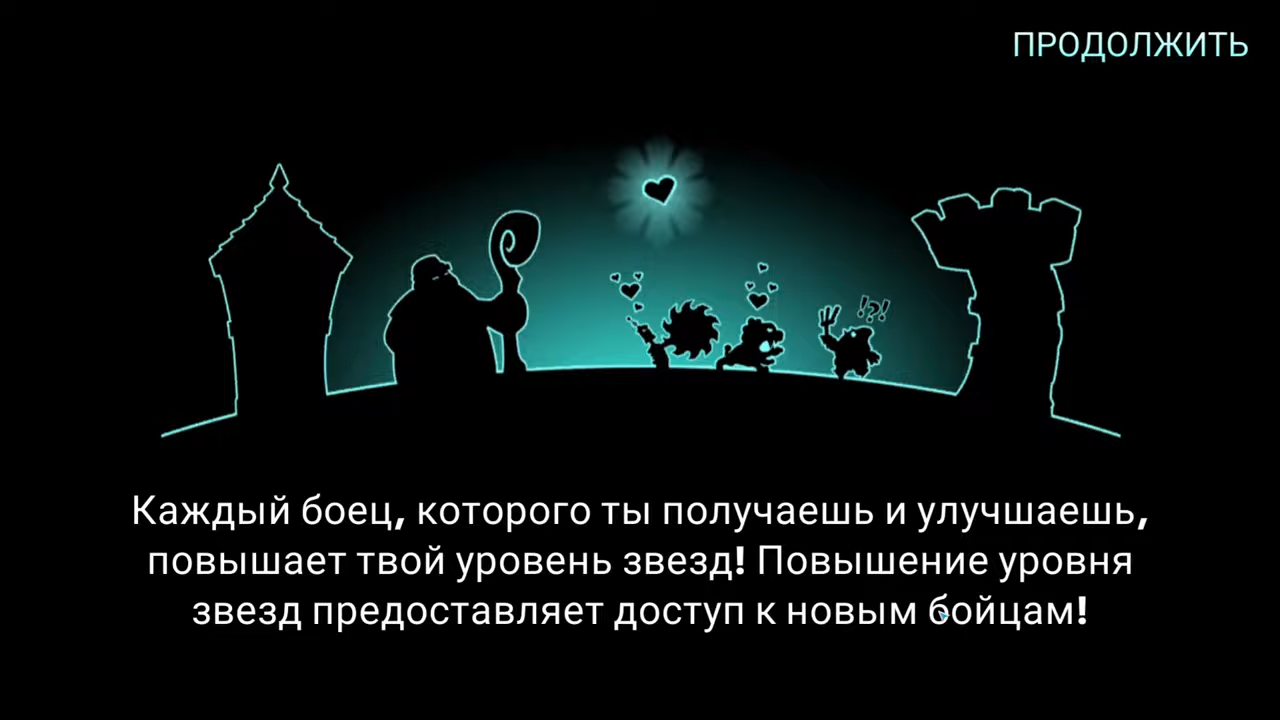 ПРОДОЛЖИТЬ
!?!
Каждый боец, которого ты получаешь и улучшаешь,
повышает твой уровень звезд! Повышение уровня
звезд предоставляет доступ к новым бойцам!